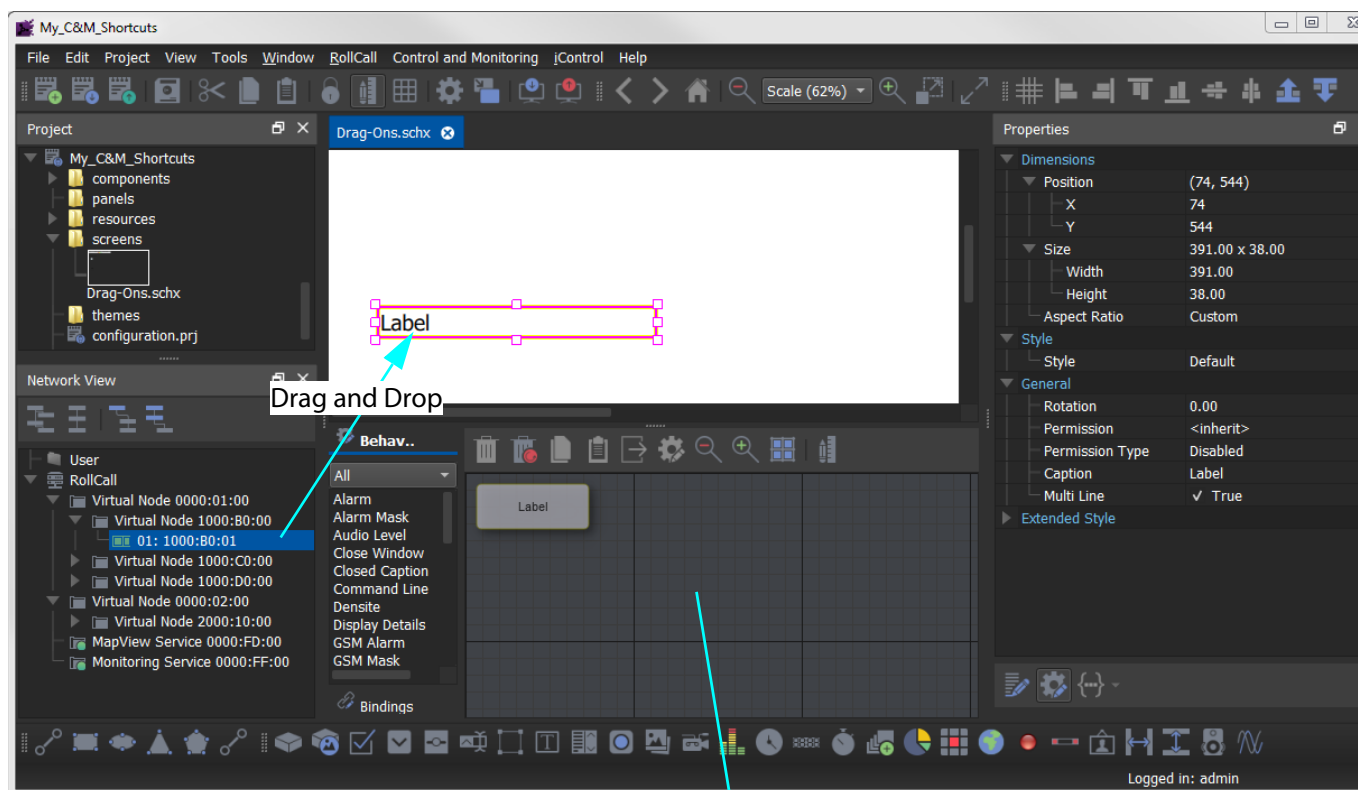 My_C&M_Shortcuts
File Edit Project View Tools Window RollCall Control and Monitoring iControl Help
Scale (62%)
Project
My_C&M_Shortcuts
components
panels
resources
screens
Drag-Ons.schx
themes
configuration.prj
Network View
User
RollCall
Virtual Node 0000:01:00
Virtual Node 1000:B0:00
01: 1000:B0:01
Virtual Node 1000:C0:00
Virtual Node 1000:D0:00
Virtual Node 0000:02:00
Virtual Node 2000:10:00
MapView Service 0000:FD:00
Monitoring Service 0000:FF:00
Drag-Ons.schx
Label
Drag and Drop
Behav..
All
Alarm
Alarm Mask
Audio Level
Close Window
Closed Caption
Command Line
Densite
Display Details
GSM Alarm
GSM Mask
Bindings
Label
Properties
Dimensions
Position (74, 544)
X 74
Y 544
Size 391.00 x 38.00
Width 391.00
Height 38.00
Aspect Ratio Custom
Style
Style Default
General
Rotation 0.00
Permission <inherit>
Permission Type Disabled
Caption Label
Multi Line ✓ True
Extended Style
Logged in: admin